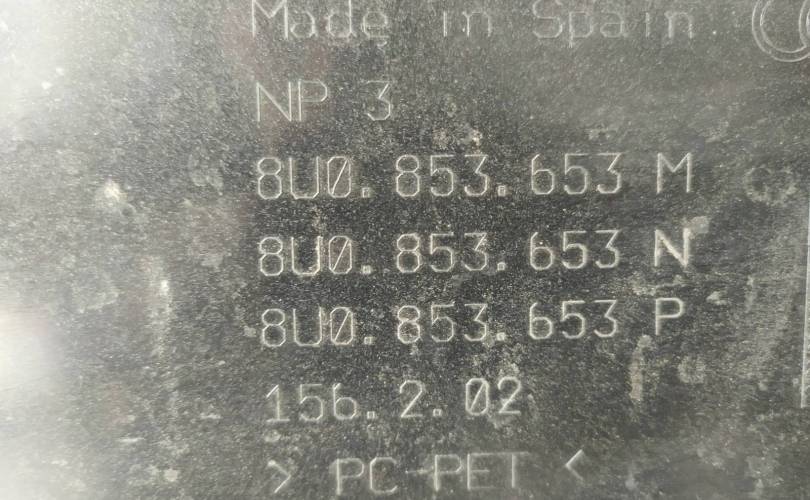 Made in Spain
NP 3
8U0.853.653 M
8U0.853.653 N
8U0.853.653 P
156.2.02
> PC-PET <